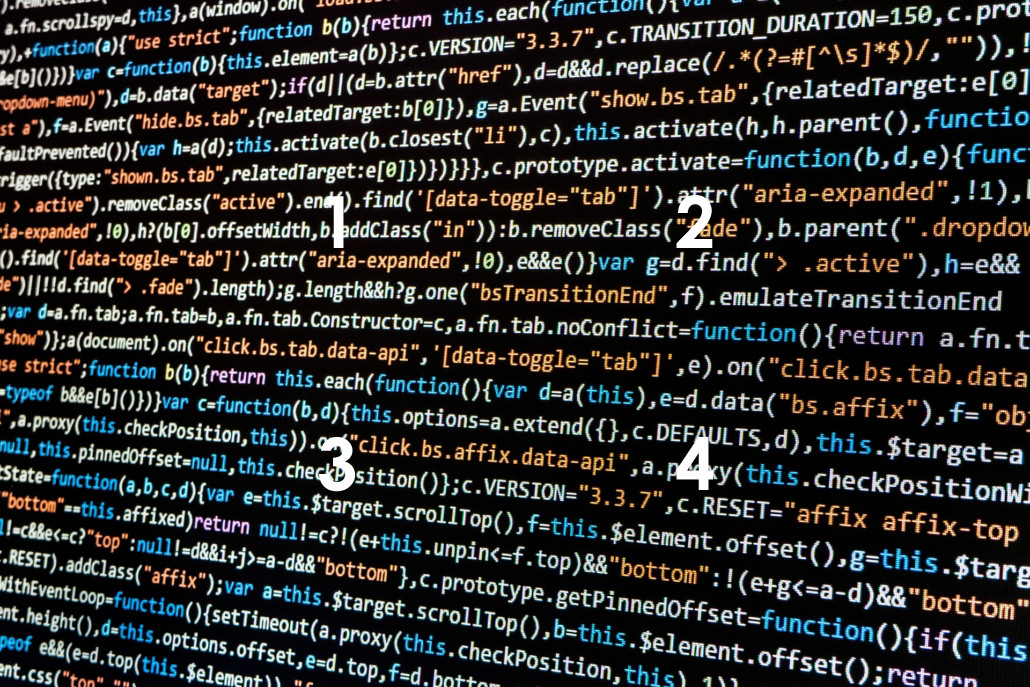 a.fn.scrollspy=d,this},a(window).on(
),+function(a){"use strict";function b(b){return this.each(function(){var
&e[b]()})}var c=function(b){this.element=a(b)};c.VERSION="3.3.7",c.TRANSITION_DURATION=150,c.prot
ropdown-menu)"),d=b.data("target");if(d||(d=b.attr("href"),d=d&&d.replace(/.*(?=#[^\s]*$)/,"")),!
st a"),f=a.Event("hide.bs.tab",{relatedTarget:b[0]}),g=a.Event("show.bs.tab",{relatedTarget:e[0]
faultPrevented()){var h=a(d);this.activate(b.closest("li"),c),this.activate(h,h.parent(),functio
rigger({type:"shown.bs.tab",relatedTarget:e[0]})})}}},c.prototype.activate=function(b,d,e){func
> .active").removeClass("active").end().find('[data-toggle="tab"]').attr("aria-expanded",!1),
ia-expanded",!0),h?(b[0].offsetWidth,b.addClass("in")):b.removeClass("fade"),b.parent(".dropdow
1 2
().find('[data-toggle="tab"]').attr("aria-expanded",!0),e&&e()}var g=d.find("> .active"),h=e&&
de")||!!d.find("> .fade").length);g.length&&h?g.one("bsTransitionEnd",f).emulateTransitionEnd
;var d=a.fn.tab;a.fn.tab=b,a.fn.tab.Constructor=c,a.fn.tab.noConflict=function(){return a.fn.t
"show")};a(document).on("click.bs.tab.data-api",'[data-toggle="tab"]',e).on("click.bs.tab.data
se strict";function b(b){return this.each(function(){var d=a(this),e=d.data("bs.affix"),f="ob
=typeof b&&e[b]()})}var c=function(b,d){this.options=a.extend({},c.DEFAULTS,d),this.$target=a
,a.proxy(this.checkPosition,this)).on("click.bs.affix.data-api",a.proxy(this.checkPositionWi
3 4
null,this.pinnedOffset=null,this.checkPosition()};c.VERSION="3.3.7",c.RESET="affix affix-top
tState=function(a,b,c,d){var e=this.$target.scrollTop(),f=this.$element.offset(),g=this.$targ
"bottom"==this.affixed)return null!=c?!(e+this.unpin<=f.top)&&"bottom":!(e+g<=a-d)&&"bottom"
l!=c&&e<=c?"top":null!=d&&i+j>=a-d&&"bottom"},c.prototype.getPinnedOffset=function(){if(this
.RESET).addClass("affix");var a=this.$target.scrollTop(),b=this.$element.offset();return
WithEventLoop=function(){setTimeout(a.proxy(this.checkPosition,this),1)}
ent.height(),d=this.options.offset,e=d.top,f=d.bottom
peof e&&(e=d.top(this.$element)),"f
ent.css("top"